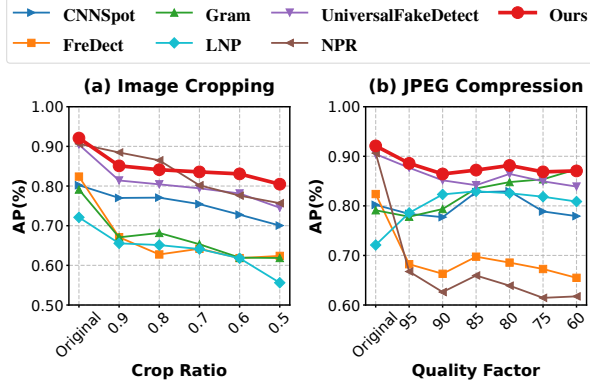 CNNSpot Gram UniversalFakeDetect Ours
FreDect LNP NPR
(a) Image Cropping
AP(%)
1.00
0.90
0.80
0.70
0.60
0.50
Original 0.9 0.8 0.7 0.6 0.5
Crop Ratio
(b) JPEG Compression
AP(%)
1.00
0.90
0.80
0.70
0.60
Original 95 90 85 80 75 60
Quality Factor